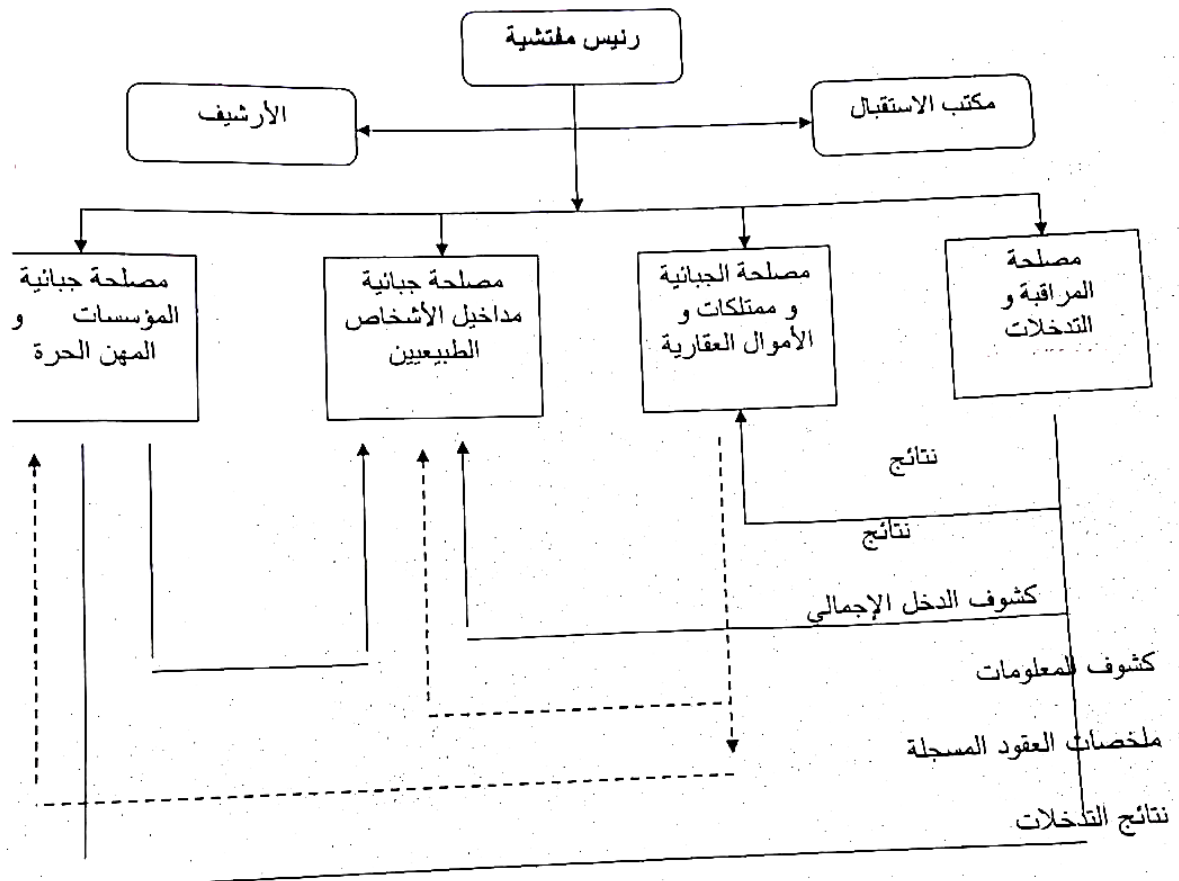 رئيس مفتشية
مكتب الاستقبال
الأرشيف
مصلحة
المراقبة و
التدخلات
مصلحة الجبائية
و ممتلكات و
الأموال العقارية
مصلحة جبائية
مداخيل الأشخاص
الطبيعيين
مصلحة جبائية
المؤسسات و
المهن الحرة
نتائج
نتائج
كشوف الدخل الإجمالي
كشوف المعلومات
ملخصات العقود المسجلة
نتائج التدخلات